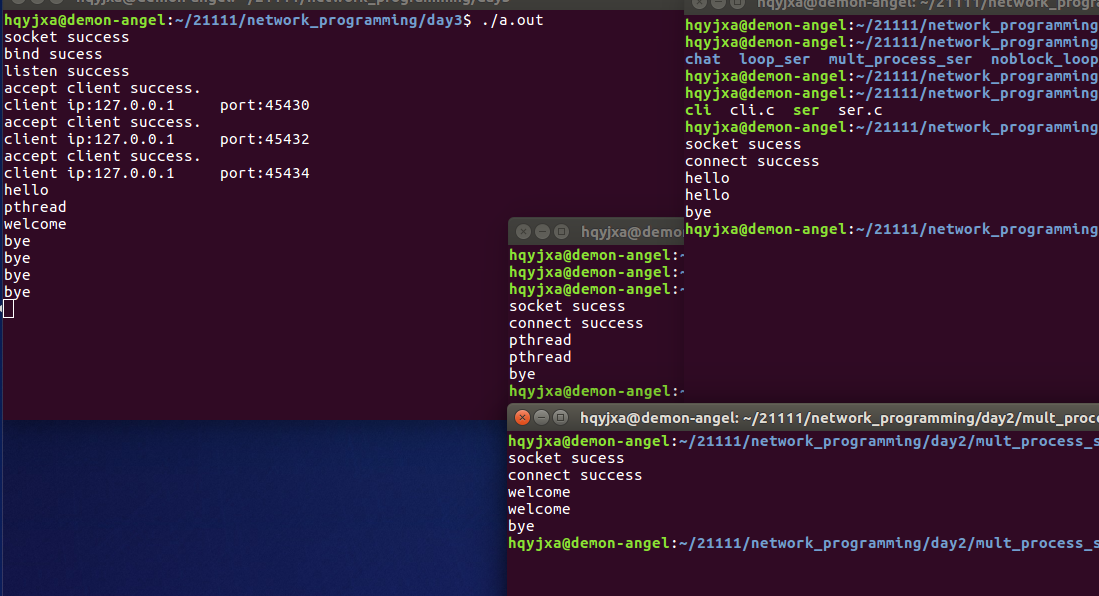 hqyjxa@demon-angel: ~/21111/network_programming/day3
hqyjxa@demon-angel:~/21111/network_programming/day3$ ./a.out
socket success
bind sucess
listen success
accept client success.
client ip:127.0.0.1 port:45430
accept client success.
client ip:127.0.0.1 port:45432
accept client success.
client ip:127.0.0.1 port:45434
hello
pthread
welcome
bye
bye
bye
bye
hqyjxa@demon-angel: ~/21111/network_progra
hqyjxa@demon-angel:~/21111/network_programming
hqyjxa@demon-angel:~/21111/network_programming
chat loop_ser mult_process_ser noblock_loop
hqyjxa@demon-angel:~/21111/network_programming
hqyjxa@demon-angel:~/21111/network_programming
cli cli.c ser ser.c
hqyjxa@demon-angel:~/21111/network_programming
socket sucess
connect success
hello
hello
bye
hqyjxa@demon-angel:~/21111/network_programming
hqyjxa@demon
hqyjxa@demon-angel:~
hqyjxa@demon-angel:~
hqyjxa@demon-angel:~
socket sucess
connect success
pthread
pthread
bye
hqyjxa@demon-angel:~
hqyjxa@demon-angel: ~/21111/network_programming/day2/mult_proce
hqyjxa@demon-angel:~/21111/network_programming/day2/mult_process_s
socket sucess
connect success
welcome
welcome
bye
hqyjxa@demon-angel:~/21111/network_programming/day2/mult_process_s